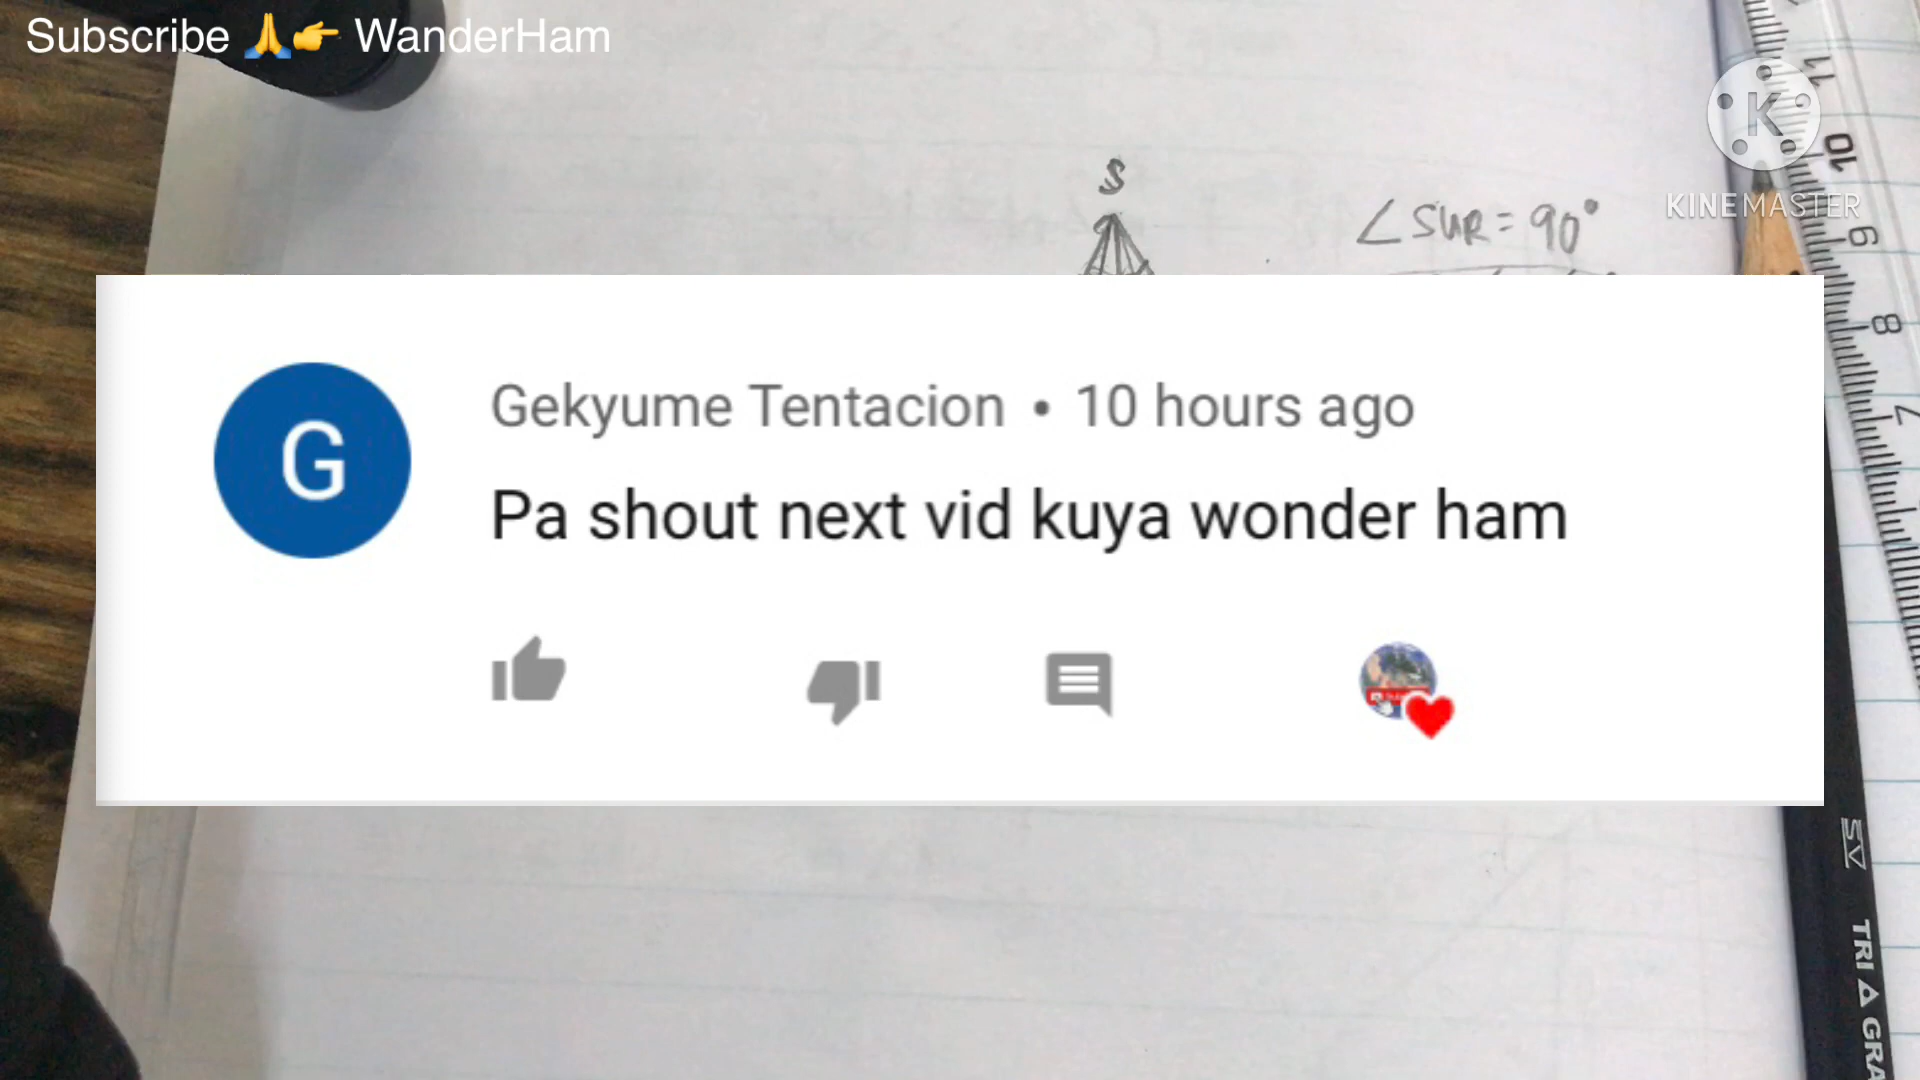 Subscribe 🙏👉 WanderHam
K
KINEMASTER
S
∠SUR = 90°
11
10
9
8
7
Gekyume Tentacion • 10 hours ago
G
Pa shout next vid kuya wonder ham
TRI GRA